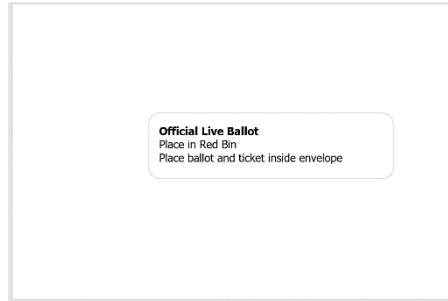 Official Live Ballot
Place in Red Bin
Place ballot and ticket inside envelope